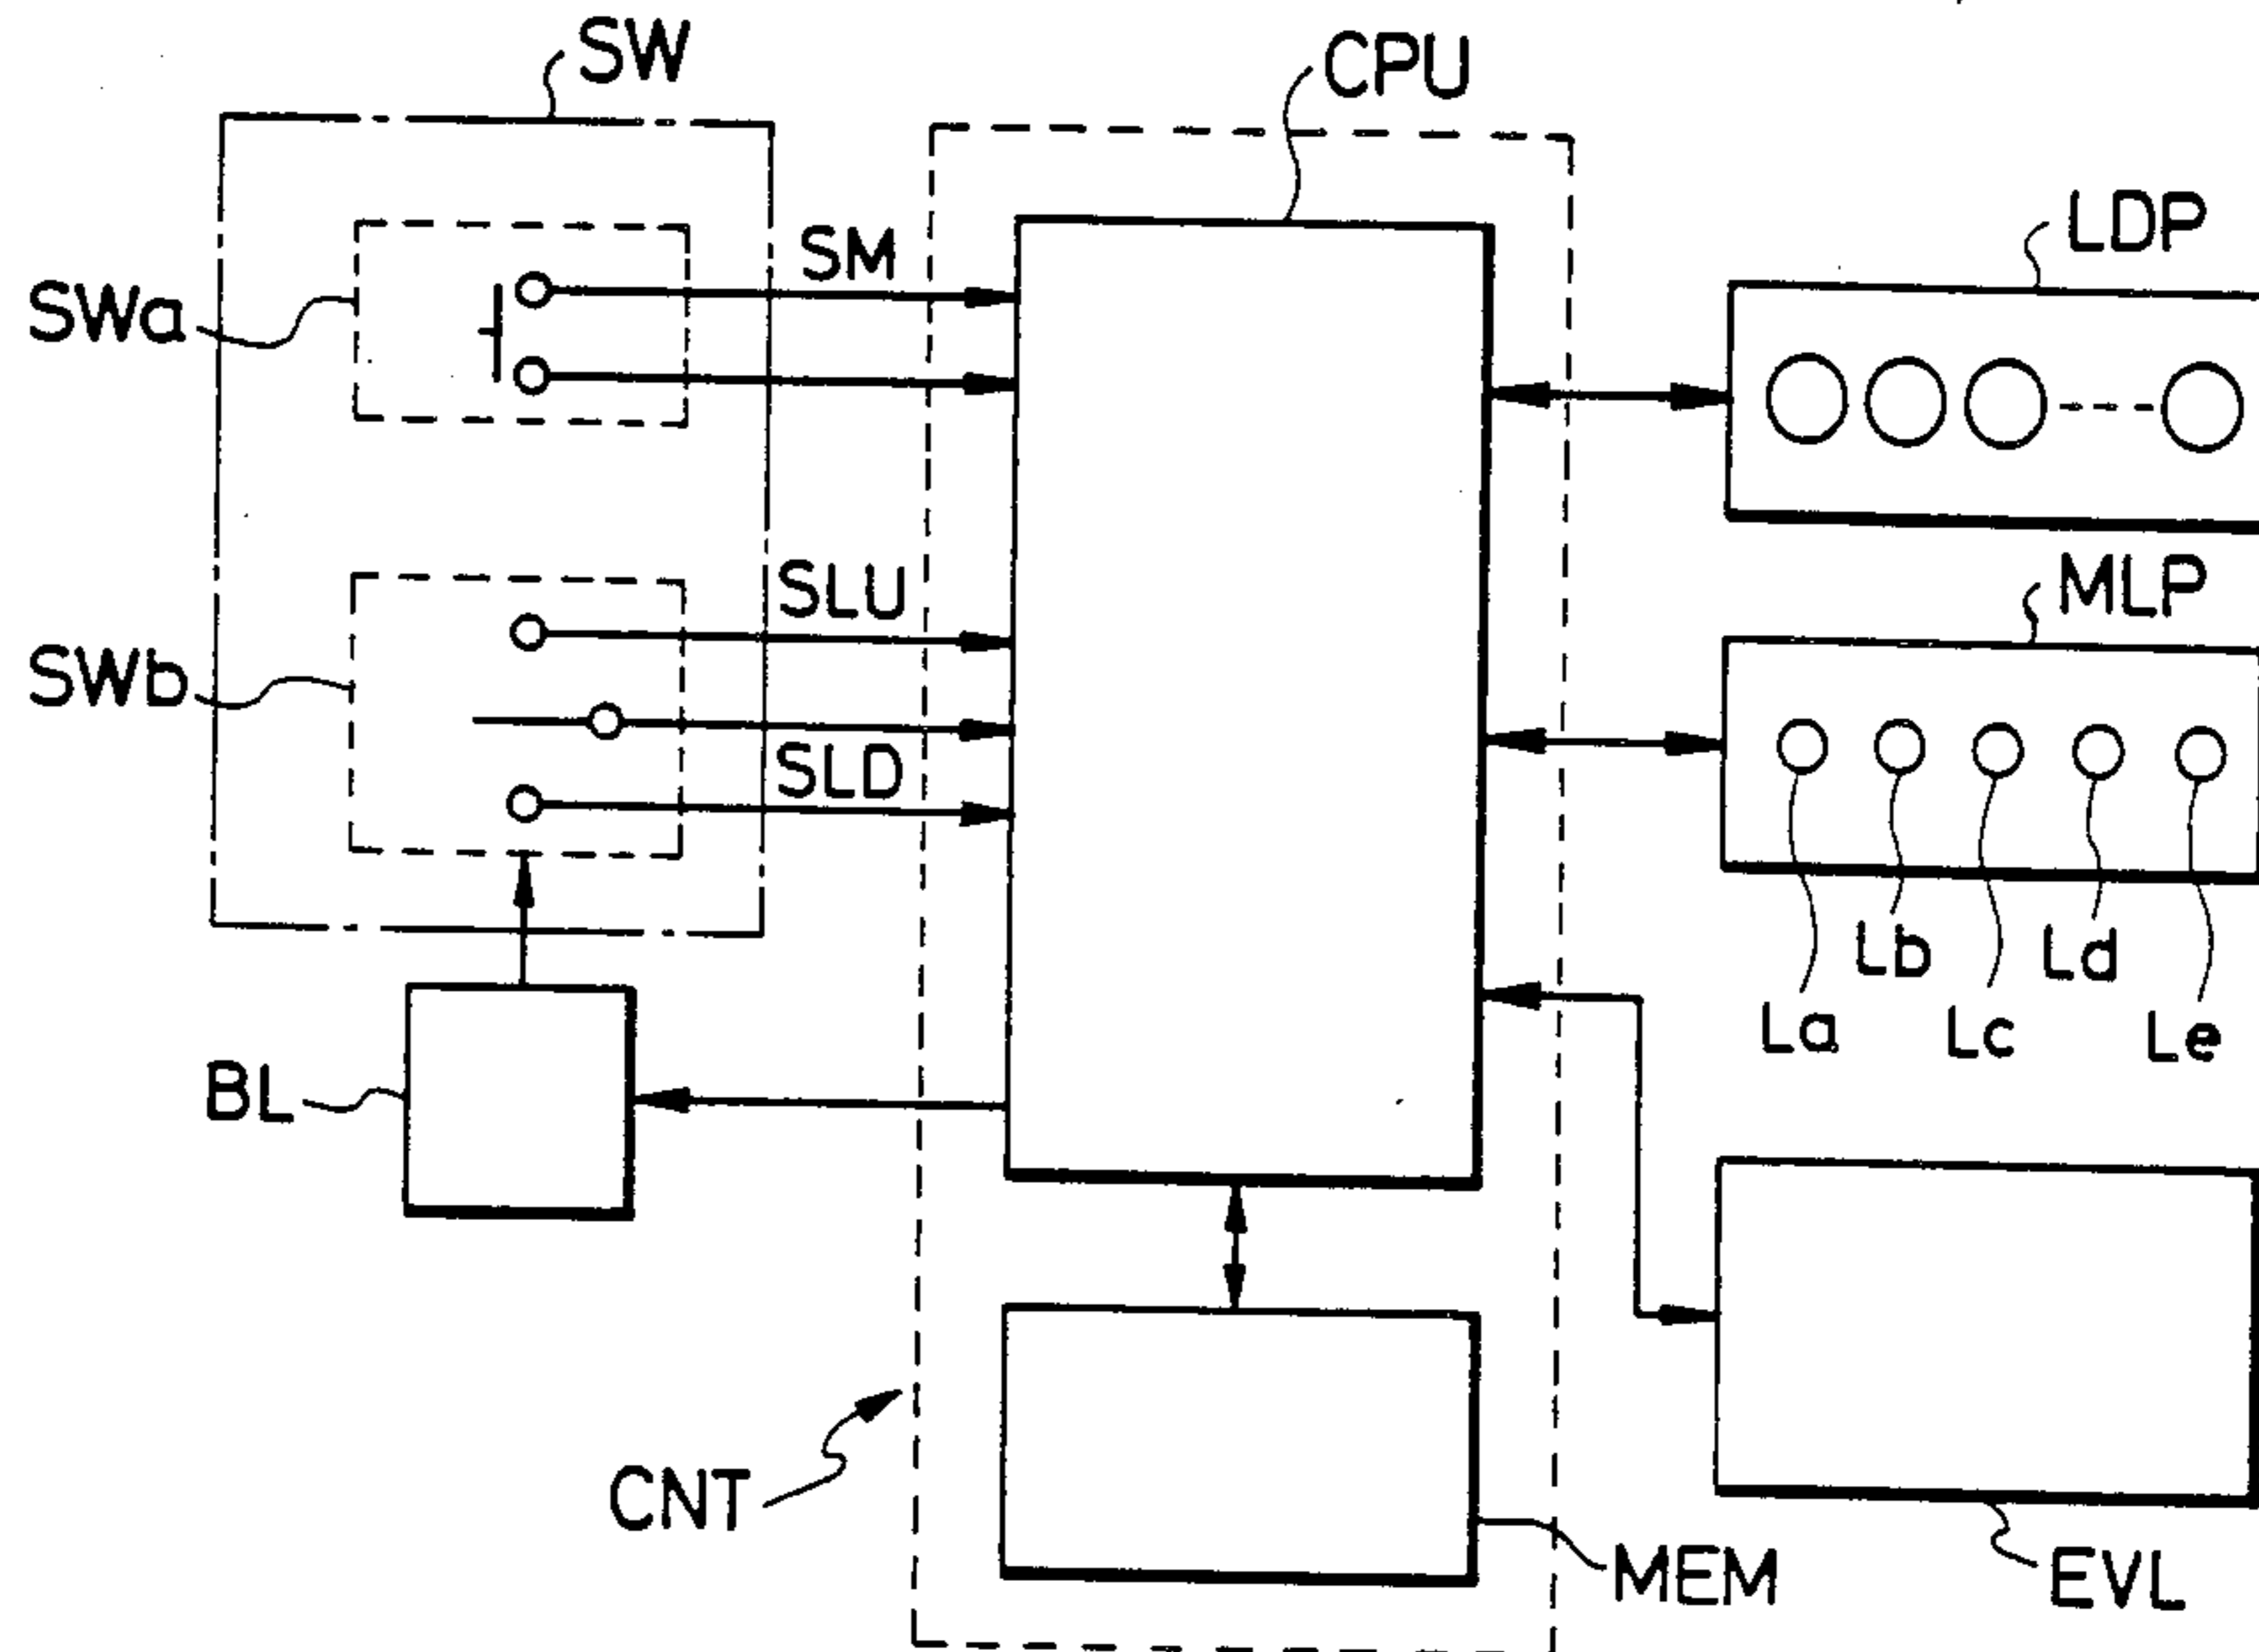 SW
CPU
LDP
SM
SWa
MLP
SLU
SWb
SLD
Lb
Ld
La
Lc
Le
BL
CNT
MEM
EVL